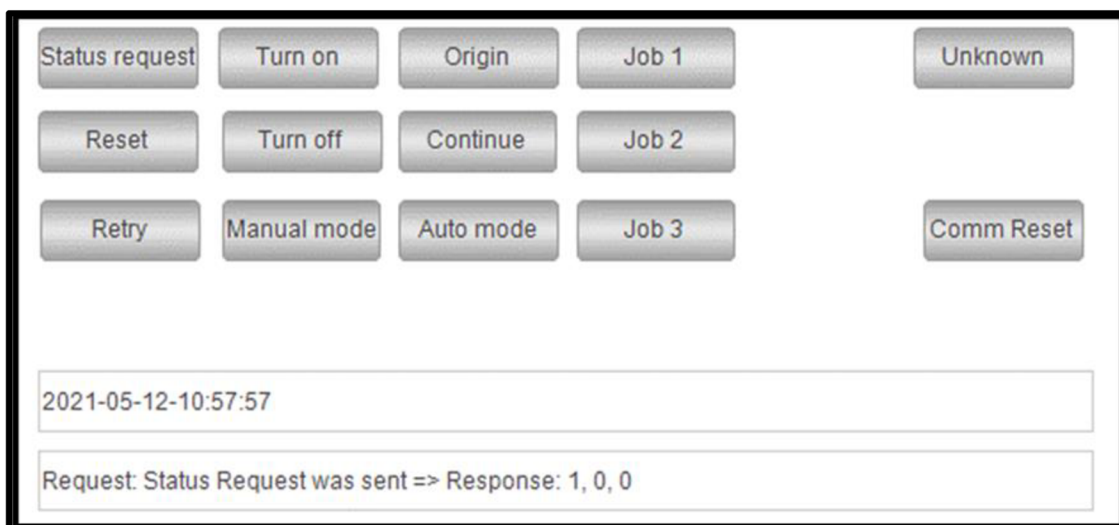 Status request Turn on Origin Job 1 Unknown
Reset Turn off Continue Job 2
Retry Manual mode Auto mode Job 3 Comm Reset
2021-05-12-10:57:57
Request: Status Request was sent => Response: 1, 0, 0